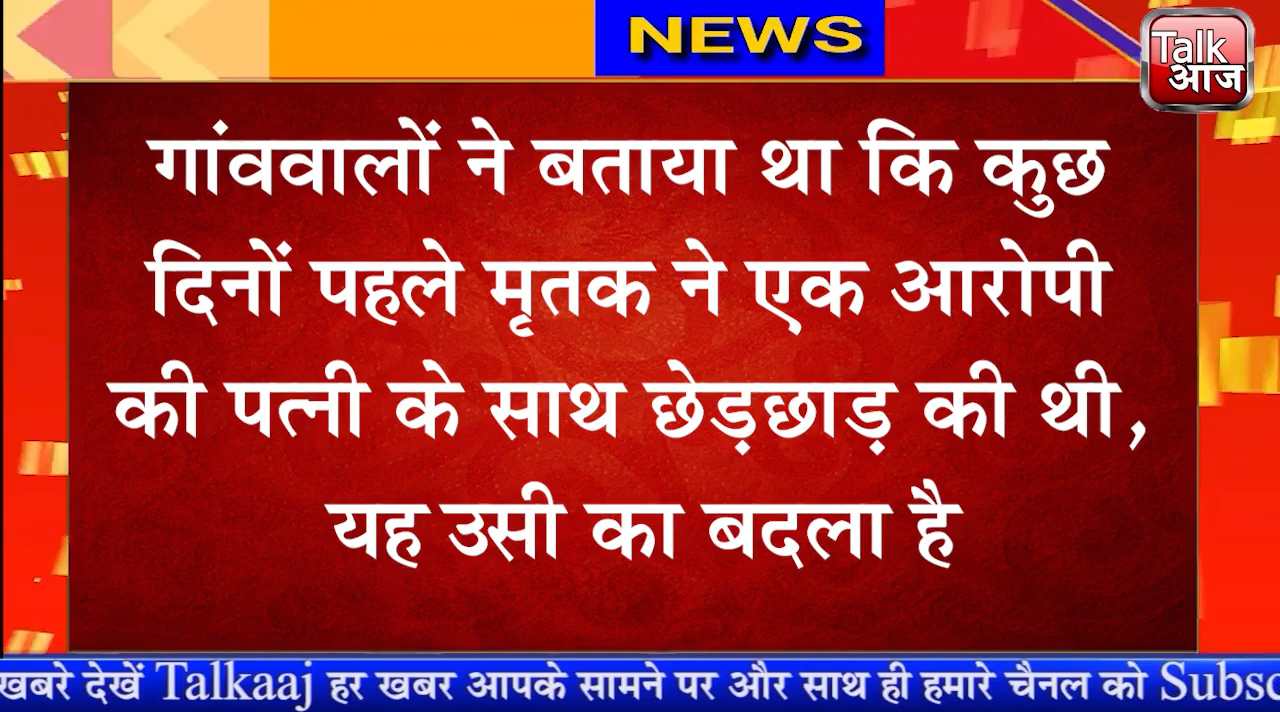 NEWS
Talk
आज
गांववालों ने बताया था कि कुछ
दिनों पहले मृतक ने एक आरोपी
की पत्नी के साथ छेड़छाड़ की थी,
यह उसी का बदला है
खबरे देखें Talkaaj हर खबर आपके सामने पर और साथ ही हमारे चैनल को Subsc